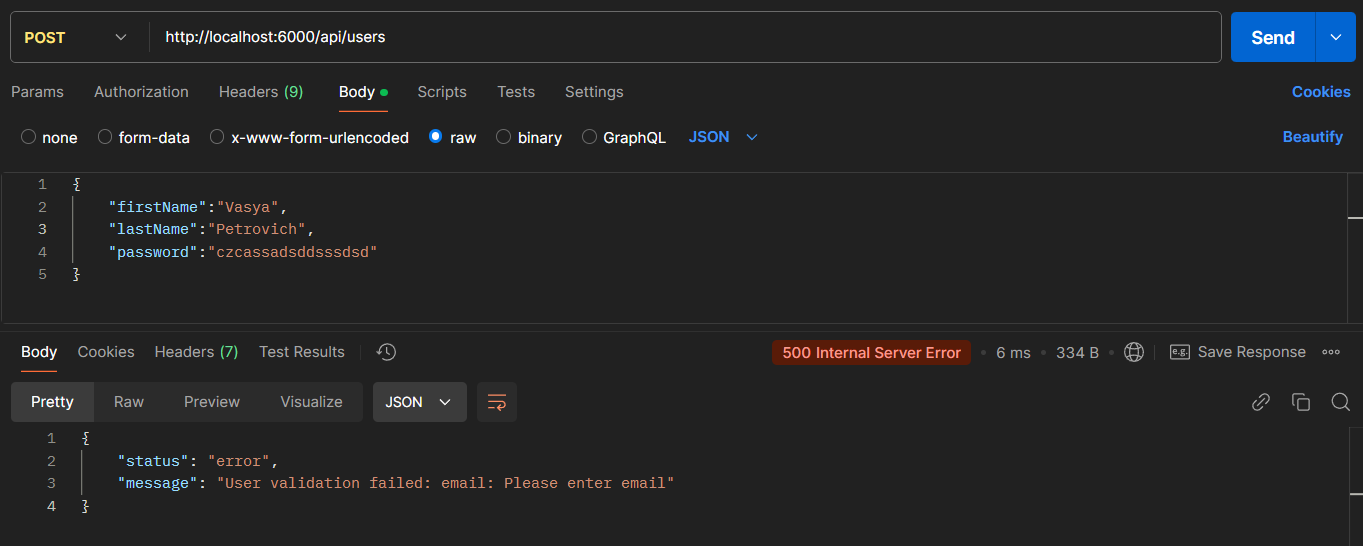 POST http://localhost:6000/api/users Send
Params Authorization Headers (9) Body Scripts Tests Settings Cookies
none form-data x-www-form-urlencoded raw binary GraphQL JSON Beautify
1 {
2 "firstName":"Vasya",
3 "lastName":"Petrovich",
4 "password":"czcassadsddsssdsd"
5 }
Body Cookies Headers (7) Test Results 500 Internal Server Error • 6 ms • 334 B • e.g. Save Response
Pretty Raw Preview Visualize JSON
1 {
2 "status": "error",
3 "message": "User validation failed: email: Please enter email"
4 }